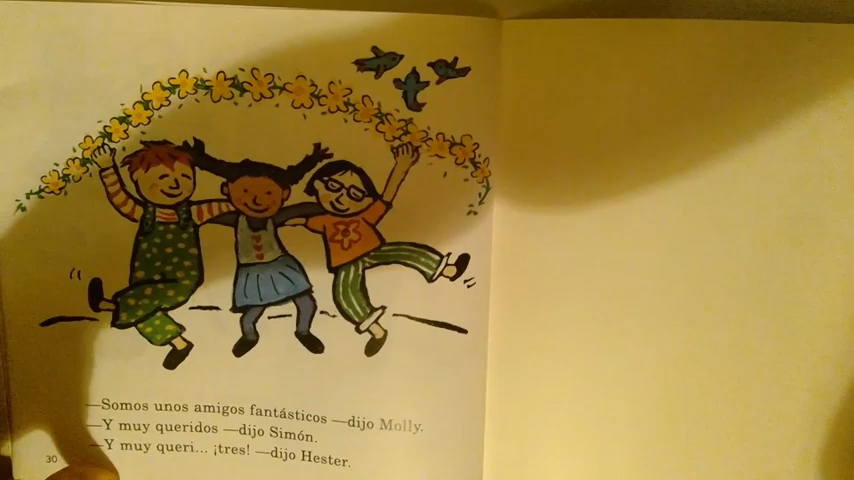 —Somos unos amigos fantásticos —dijo Molly.
—Y muy queridos —dijo Simón.
—Y muy queri... ¡tres! —dijo Hester.
30